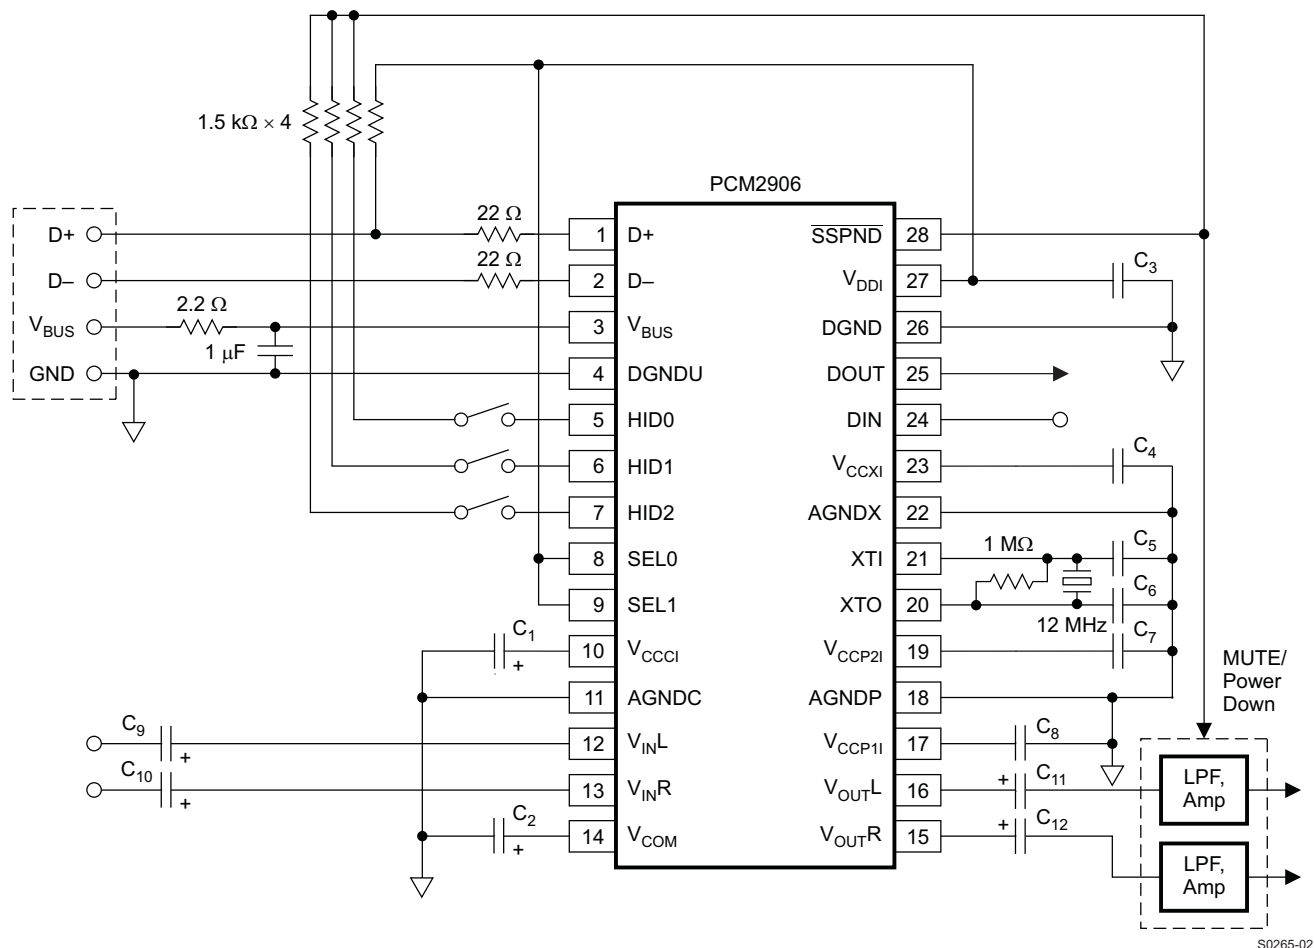 1.5 kΩ × 4
PCM2906
D+
D–
VBUS
GND
22 Ω
22 Ω
2.2 Ω
1 μF
1 D+
2 D–
3 VBUS
4 DGNDU
5 HID0
6 HID1
7 HID2
8 SEL0
9 SEL1
10 VCCCI
11 AGNDC
12 VINL
13 VINR
14 VCOM
SSPND 28
VDDI 27
DGND 26
DOUT 25
DIN 24
VCCXI 23
AGNDX 22
XTI 21
XTO 20
VCCP2I 19
AGNDP 18
VCCP1I 17
VOUTL 16
VOUTR 15
C1
+
C9
+
C10
+
C2
+
C3
C4
1 MΩ
C5
C6
12 MHz
C7
C8
+ C11
+ C12
MUTE/
Power
Down
LPF,
Amp
LPF,
Amp
S0265-02